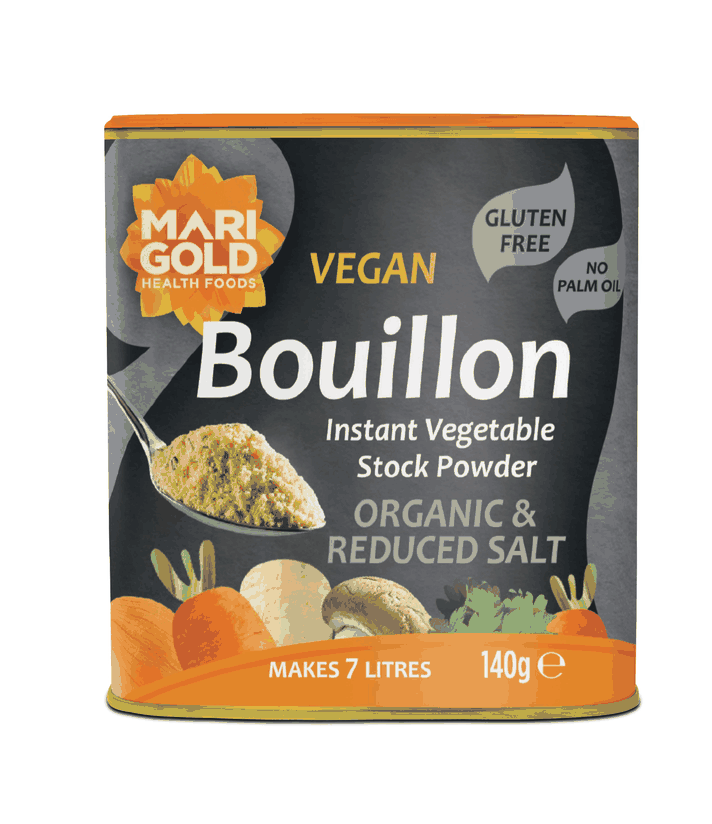 MARI
GOLD
HEALTH FOODS
GLUTEN
FREE
NO
PALM OIL
VEGAN
Bouillon
Instant Vegetable
Stock Powder
ORGANIC &
REDUCED SALT
MAKES 7 LITRES
140g ℮